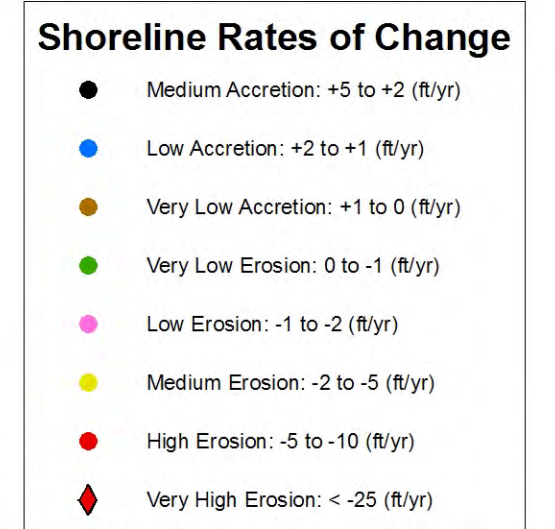 Shoreline Rates of Change
Medium Accretion: +5 to +2 (ft/yr)
Low Accretion: +2 to +1 (ft/yr)
Very Low Accretion: +1 to 0 (ft/yr)
Very Low Erosion: 0 to -1 (ft/yr)
Low Erosion: -1 to -2 (ft/yr)
Medium Erosion: -2 to -5 (ft/yr)
High Erosion: -5 to -10 (ft/yr)
Very High Erosion: < -25 (ft/yr)